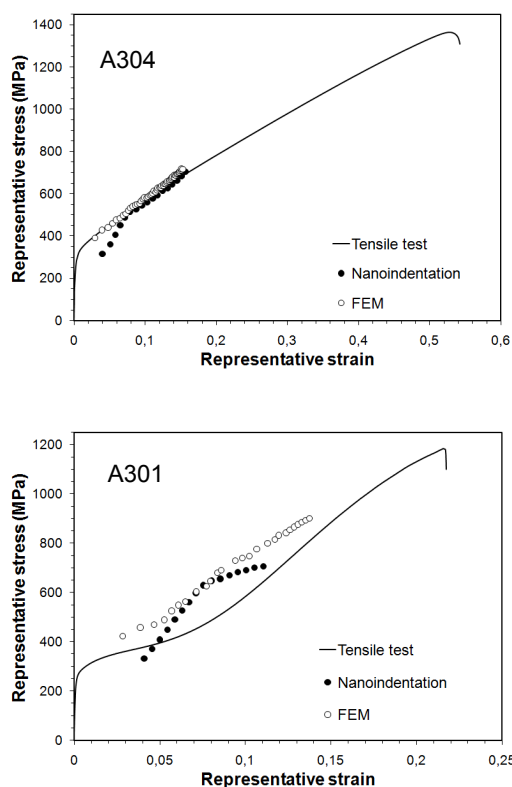 Representative stress (MPa)
1400
1200
1000
800
600
400
200
0
A304
Tensile test
Nanoindentation
FEM
0
0,1
0,2
0,3
0,4
0,5
0,6
Representative strain
Representative stress (MPa)
1200
1000
800
600
400
200
0
A301
Tensile test
Nanoindentation
FEM
0
0,05
0,1
0,15
0,2
0,25
Representative strain